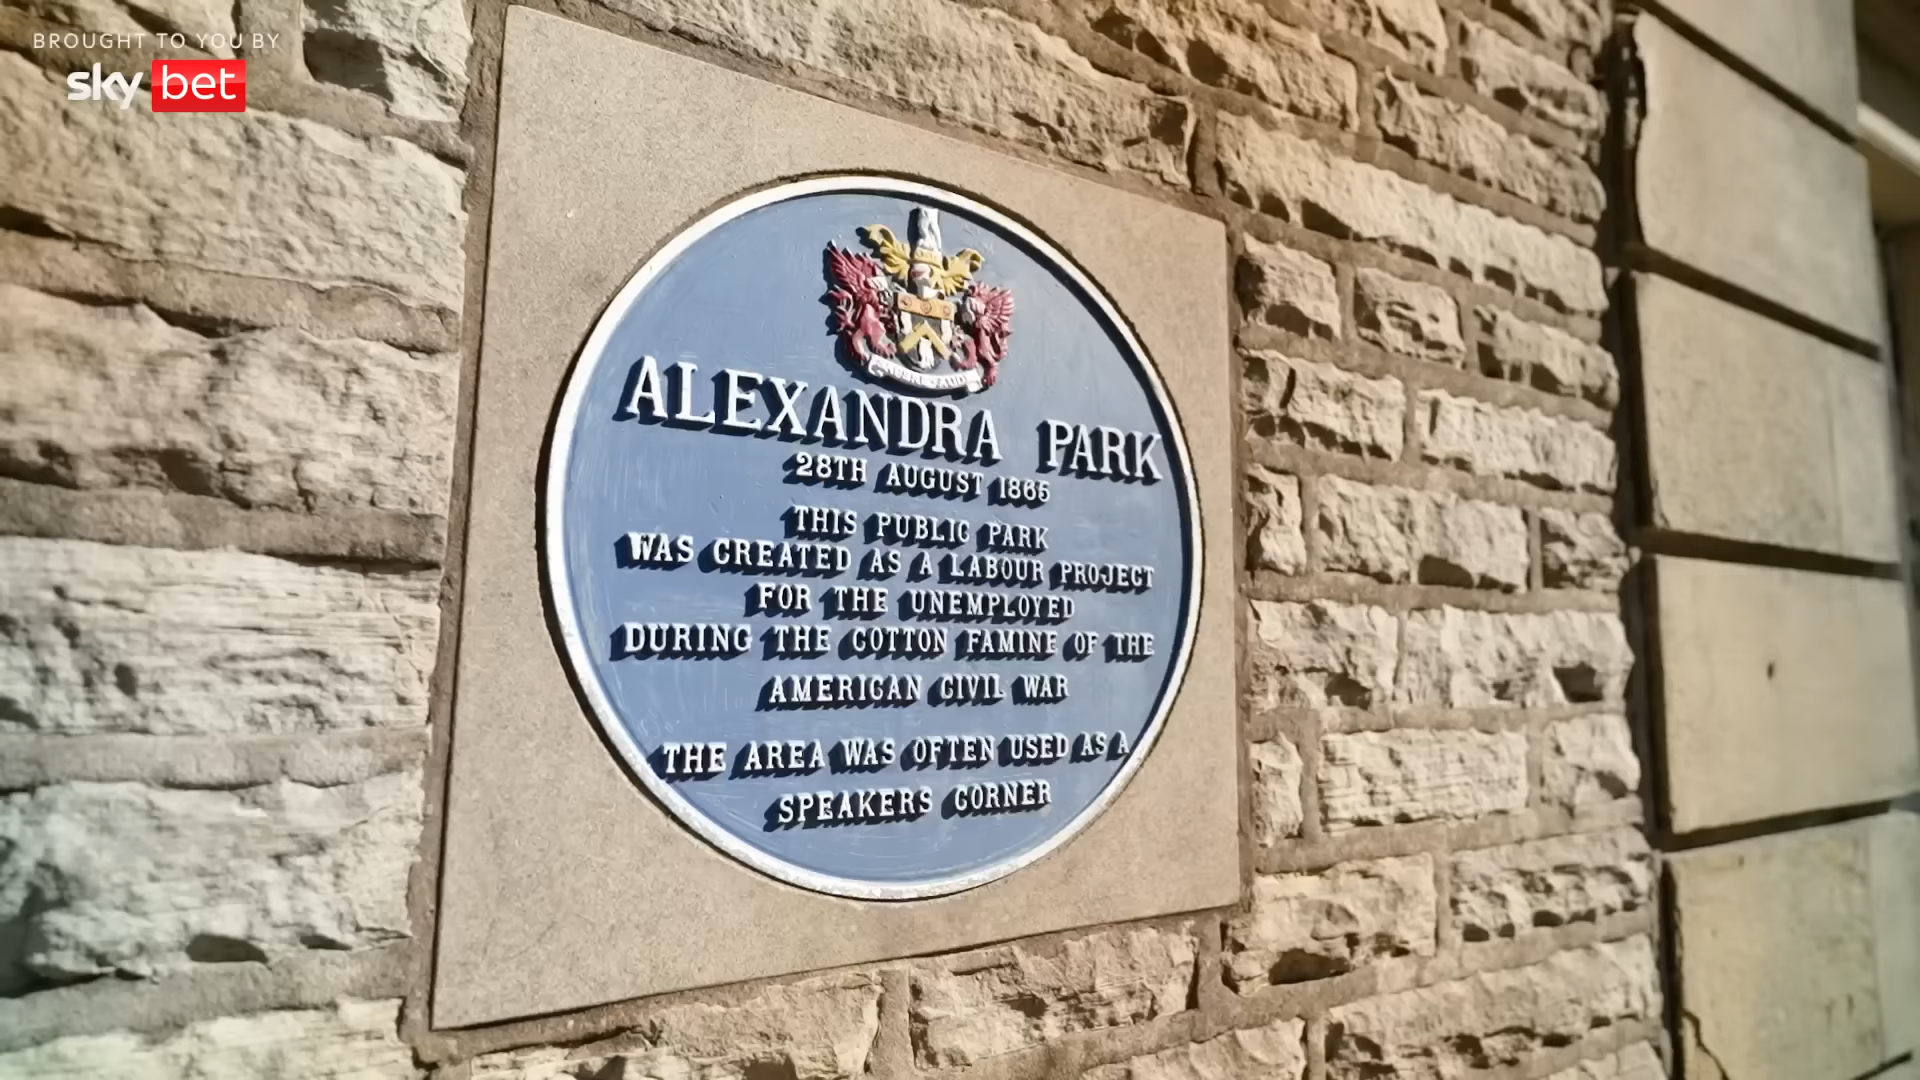 BROUGHT TO YOU BY
sky bet
ALEXANDRA PARK
28TH AUGUST 1865
THIS PUBLIC PARK
WAS CREATED AS A LABOUR PROJECT
FOR THE UNEMPLOYED
DURING THE COTTON FAMINE OF THE
AMERICAN CIVIL WAR
THE AREA WAS OFTEN USED AS A
SPEAKERS CORNER